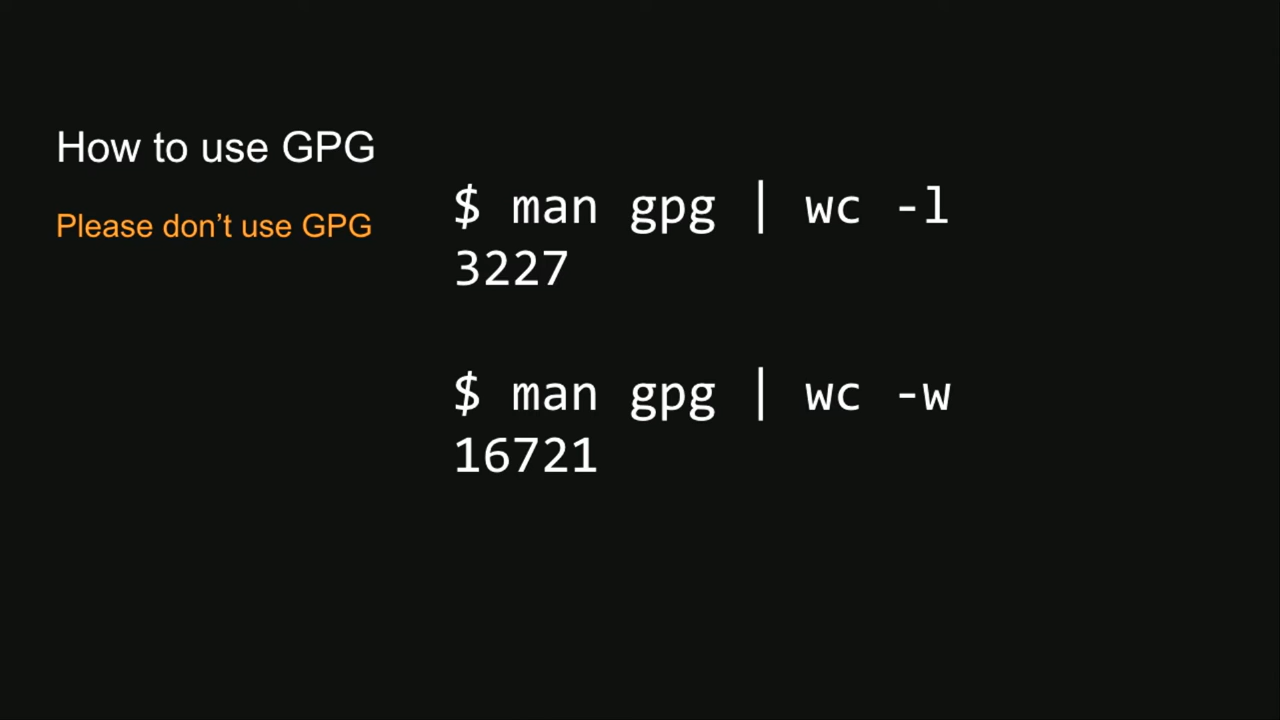 How to use GPG
Please don’t use GPG
$ man gpg | wc -l
3227
$ man gpg | wc -w
16721